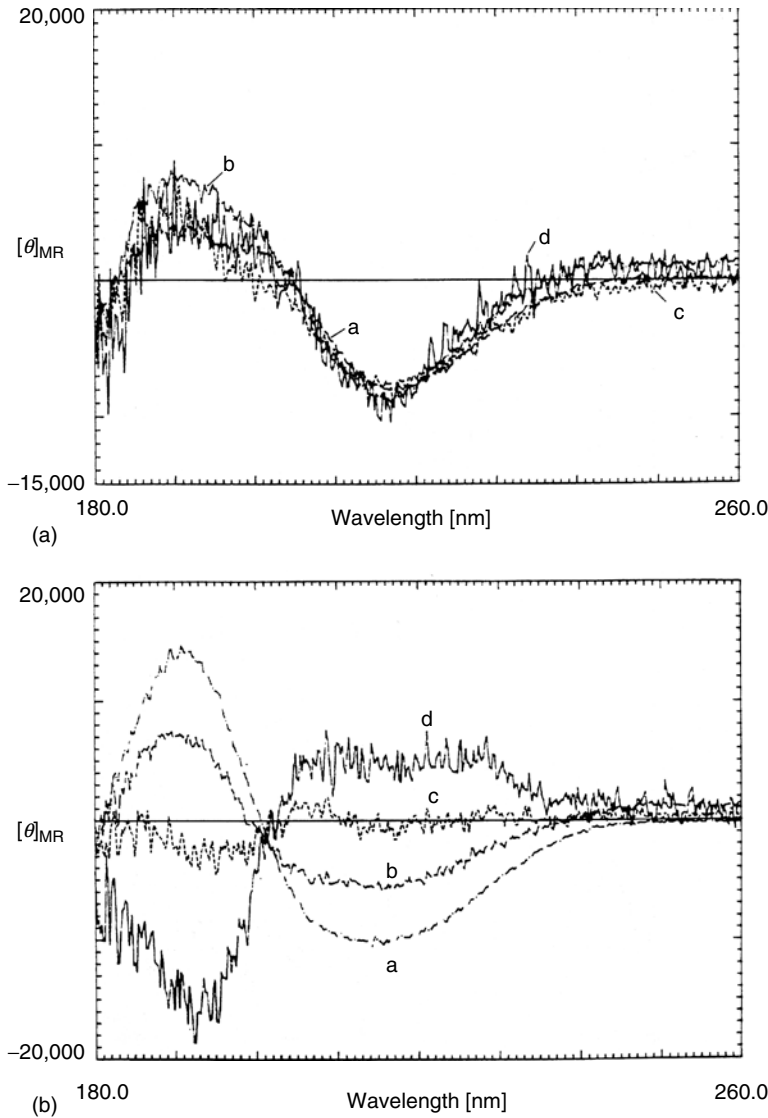 20,000
b
d
[θ]MR
a
c
−15,000
180.0
Wavelength [nm]
260.0
(a)
20,000
d
c
[θ]MR
b
a
−20,000
180.0
Wavelength [nm]
260.0
(b)